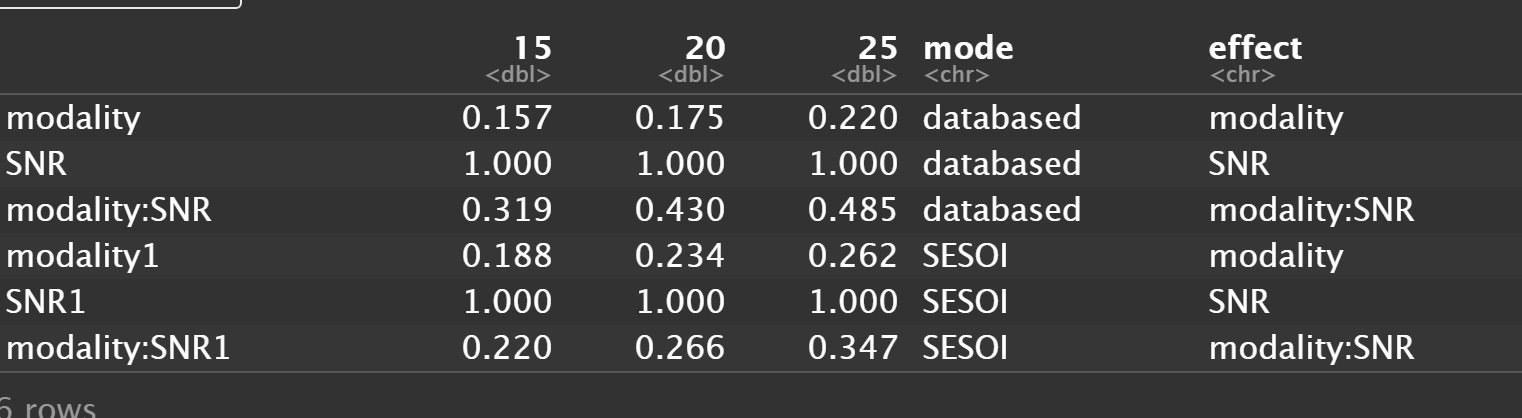 15 20 25 mode effect
<dbl> <dbl> <dbl> <chr> <chr>
modality 0.157 0.175 0.220 databased modality
SNR 1.000 1.000 1.000 databased SNR
modality:SNR 0.319 0.430 0.485 databased modality:SNR
modality1 0.188 0.234 0.262 SESOI modality
SNR1 1.000 1.000 1.000 SESOI SNR
modality:SNR1 0.220 0.266 0.347 SESOI modality:SNR
6 rows